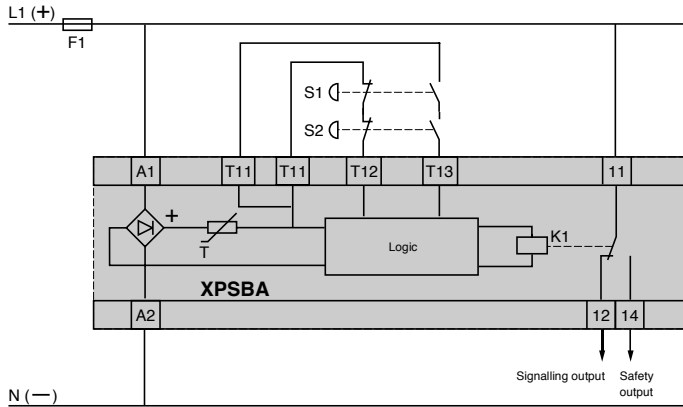 L1 (+)
F1
S1
S2
A1
T11
T11
T12
T13
11
+
T
Logic
K1
XPSBA
A2
12
14
Signalling output
Safety
output
N (—)